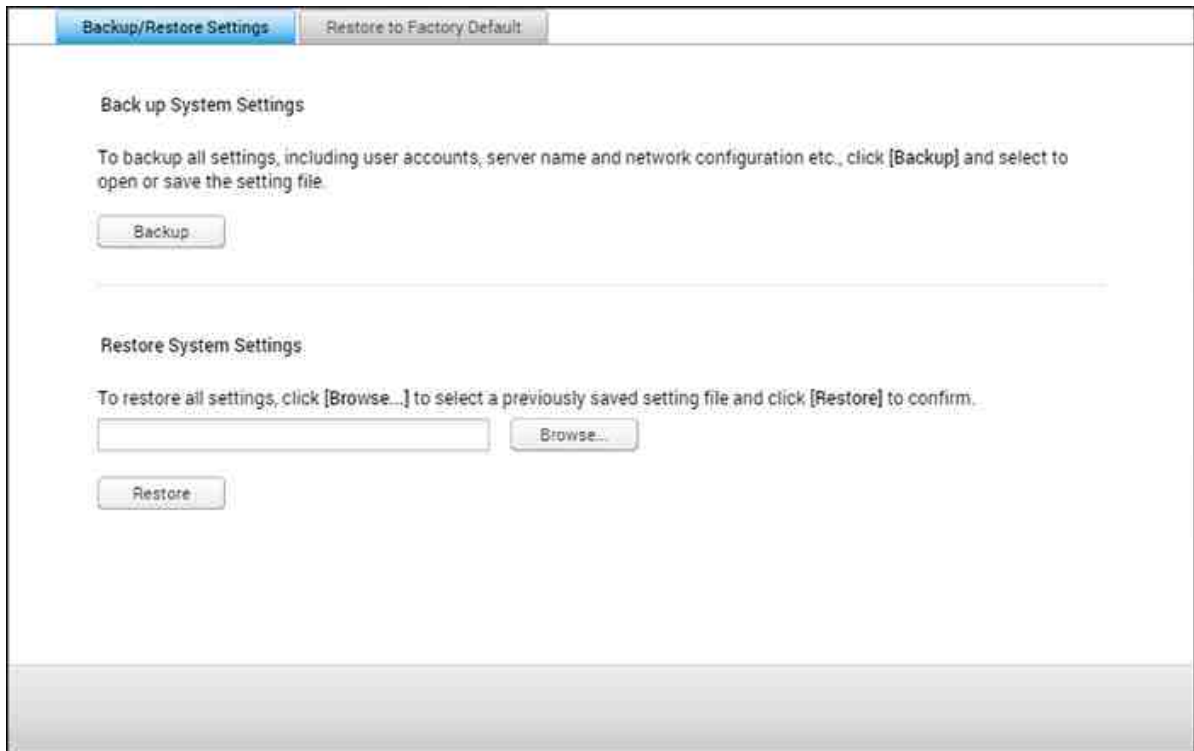 Backup/Restore Settings
Restore to Factory Default
Back up System Settings
To backup all settings, including user accounts, server name and network configuration etc., click [Backup] and select to
open or save the setting file.
Backup
Restore System Settings
To restore all settings, click [Browse...] to select a previously saved setting file and click [Restore] to confirm.
Browse...
Restore